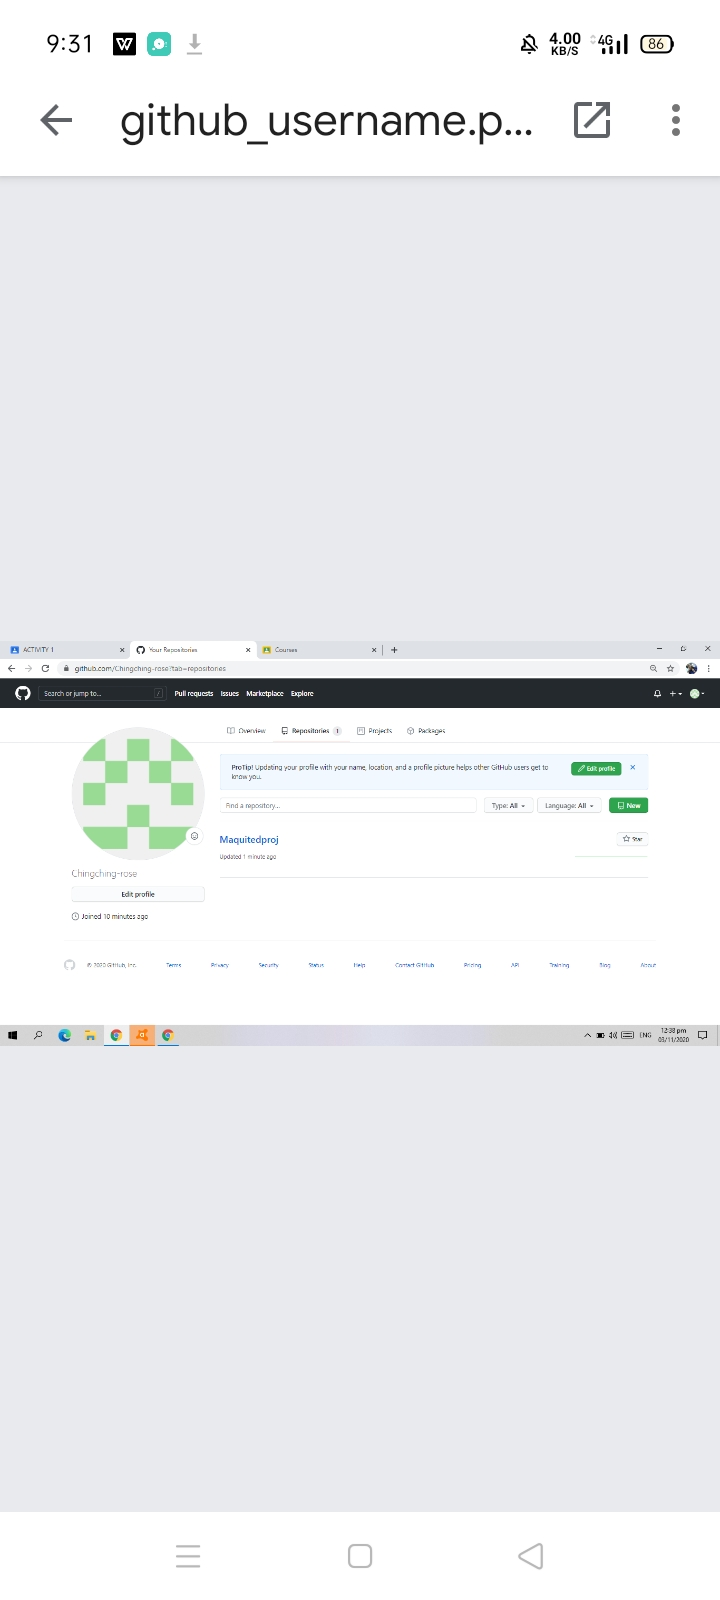 9:31
4.00
KB/S
4G
86
github_username.p...
ACTIVITY 1
Your Repositories
Courses
github.com/Chingching-rose?tab=repositories
Search or jump to...
/
Pull requests Issues Marketplace Explore
Overview Repositories 1 Projects Packages
ProTip! Updating your profile with your name, location, and a profile picture helps other GitHub users get to
know you.
Edit profile
Find a repository...
Type: All
Language: All
New
Maquitedproj
Star
Updated 1 minute ago
Chingching-rose
Edit profile
Joined 10 minutes ago
© 2020 GitHub, Inc. Terms Privacy Security Status Help Contact GitHub Pricing API Training Blog About
ENG
12:38 pm
03/11/2020